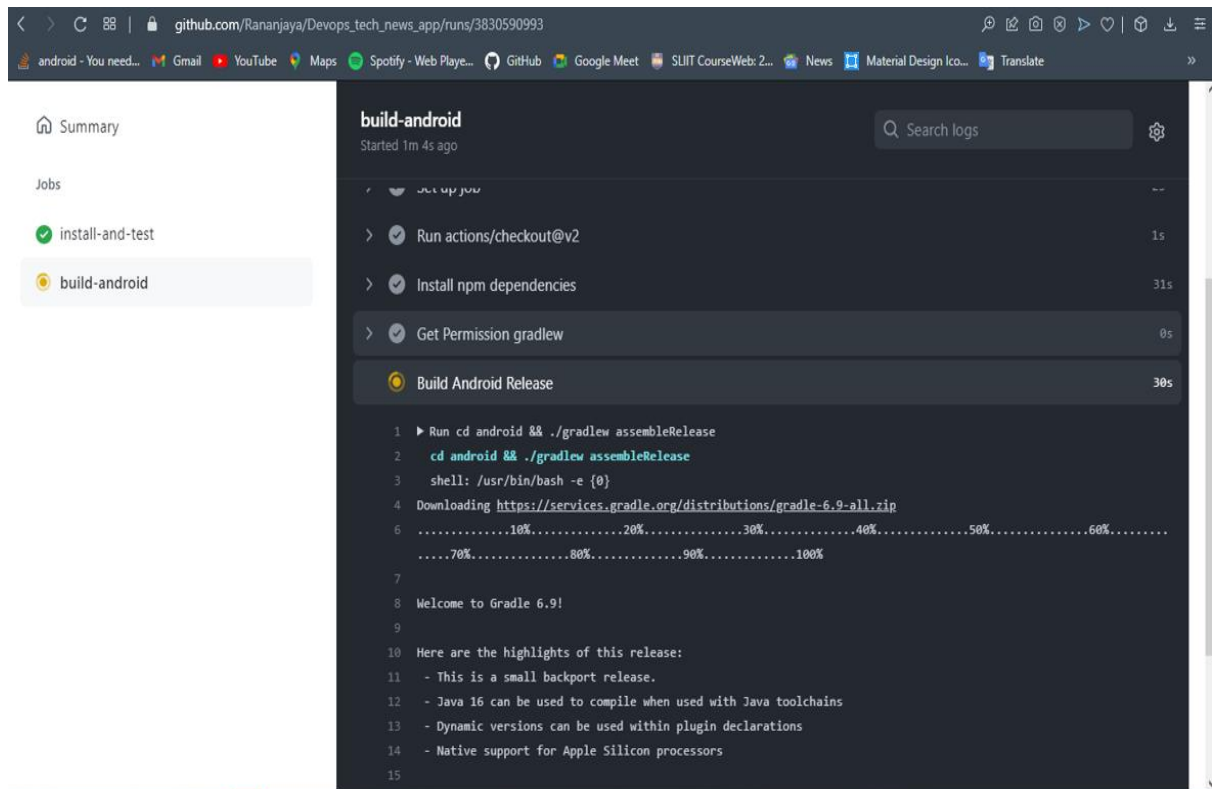 github.com/Rananjaya/Devops_tech_news_app/runs/3830590993
android - You need... Gmail YouTube Maps Spotify - Web Playe... GitHub Google Meet SLIIT CourseWeb: 2... News Material Design Ico... Translate »
Summary
Jobs
install-and-test
build-android
build-android
Started 1m 4s ago
Search logs
Set up job
Run actions/checkout@v2 1s
Install npm dependencies 31s
Get Permission gradlew 0s
Build Android Release 30s
1 Run cd android && ./gradlew assembleRelease
2 cd android && ./gradlew assembleRelease
3 shell: /usr/bin/bash -e {0}
4 Downloading https://services.gradle.org/distributions/gradle-6.9-all.zip
6 ..............10%..............20%...............30%..............40%..............50%...............60%.........
.....70%...............80%..............90%..............100%
7
8 Welcome to Gradle 6.9!
9
10 Here are the highlights of this release:
11 - This is a small backport release.
12 - Java 16 can be used to compile when used with Java toolchains
13 - Dynamic versions can be used within plugin declarations
14 - Native support for Apple Silicon processors
15